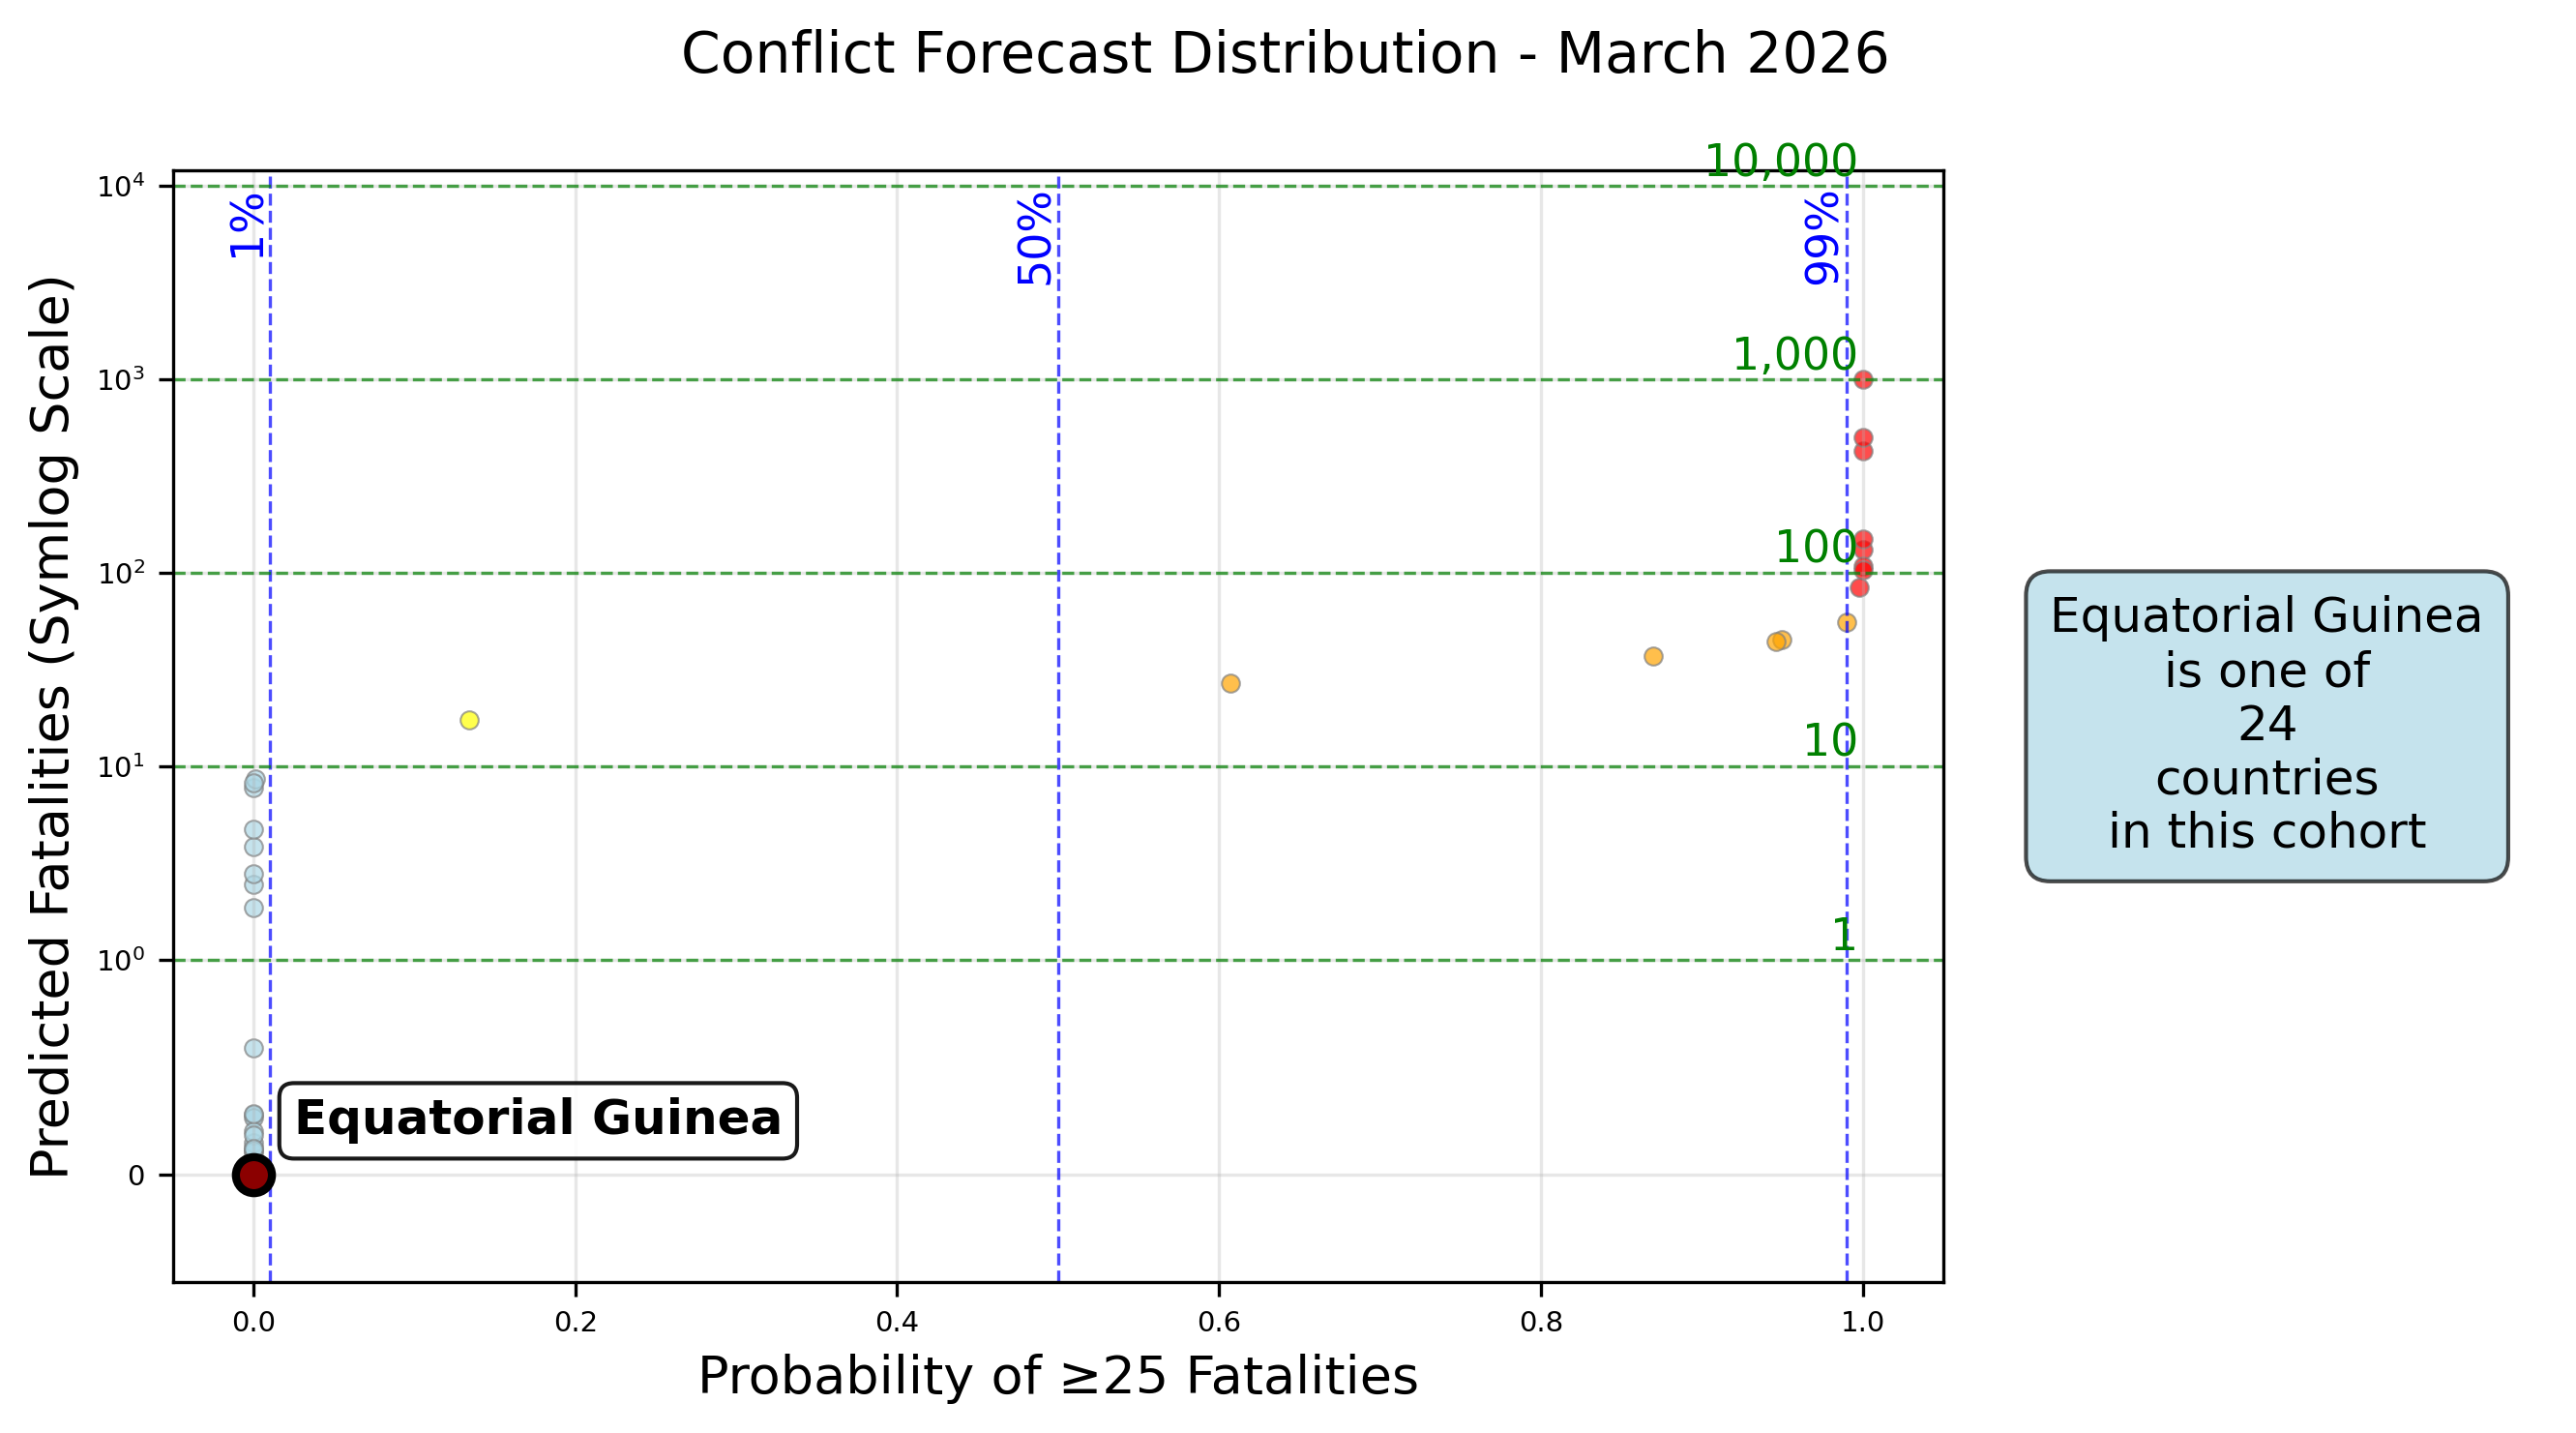 Conflict Forecast Distribution - March 2026
Predicted Fatalities (Symlog Scale)
10⁴
10³
10²
10¹
10⁰
0
1%
50%
99%
10,000
1,000
100
10
1
Equatorial Guinea
0.0
0.2
0.4
0.6
0.8
1.0
Probability of ≥25 Fatalities
Equatorial Guinea
is one of
24
countries
in this cohort